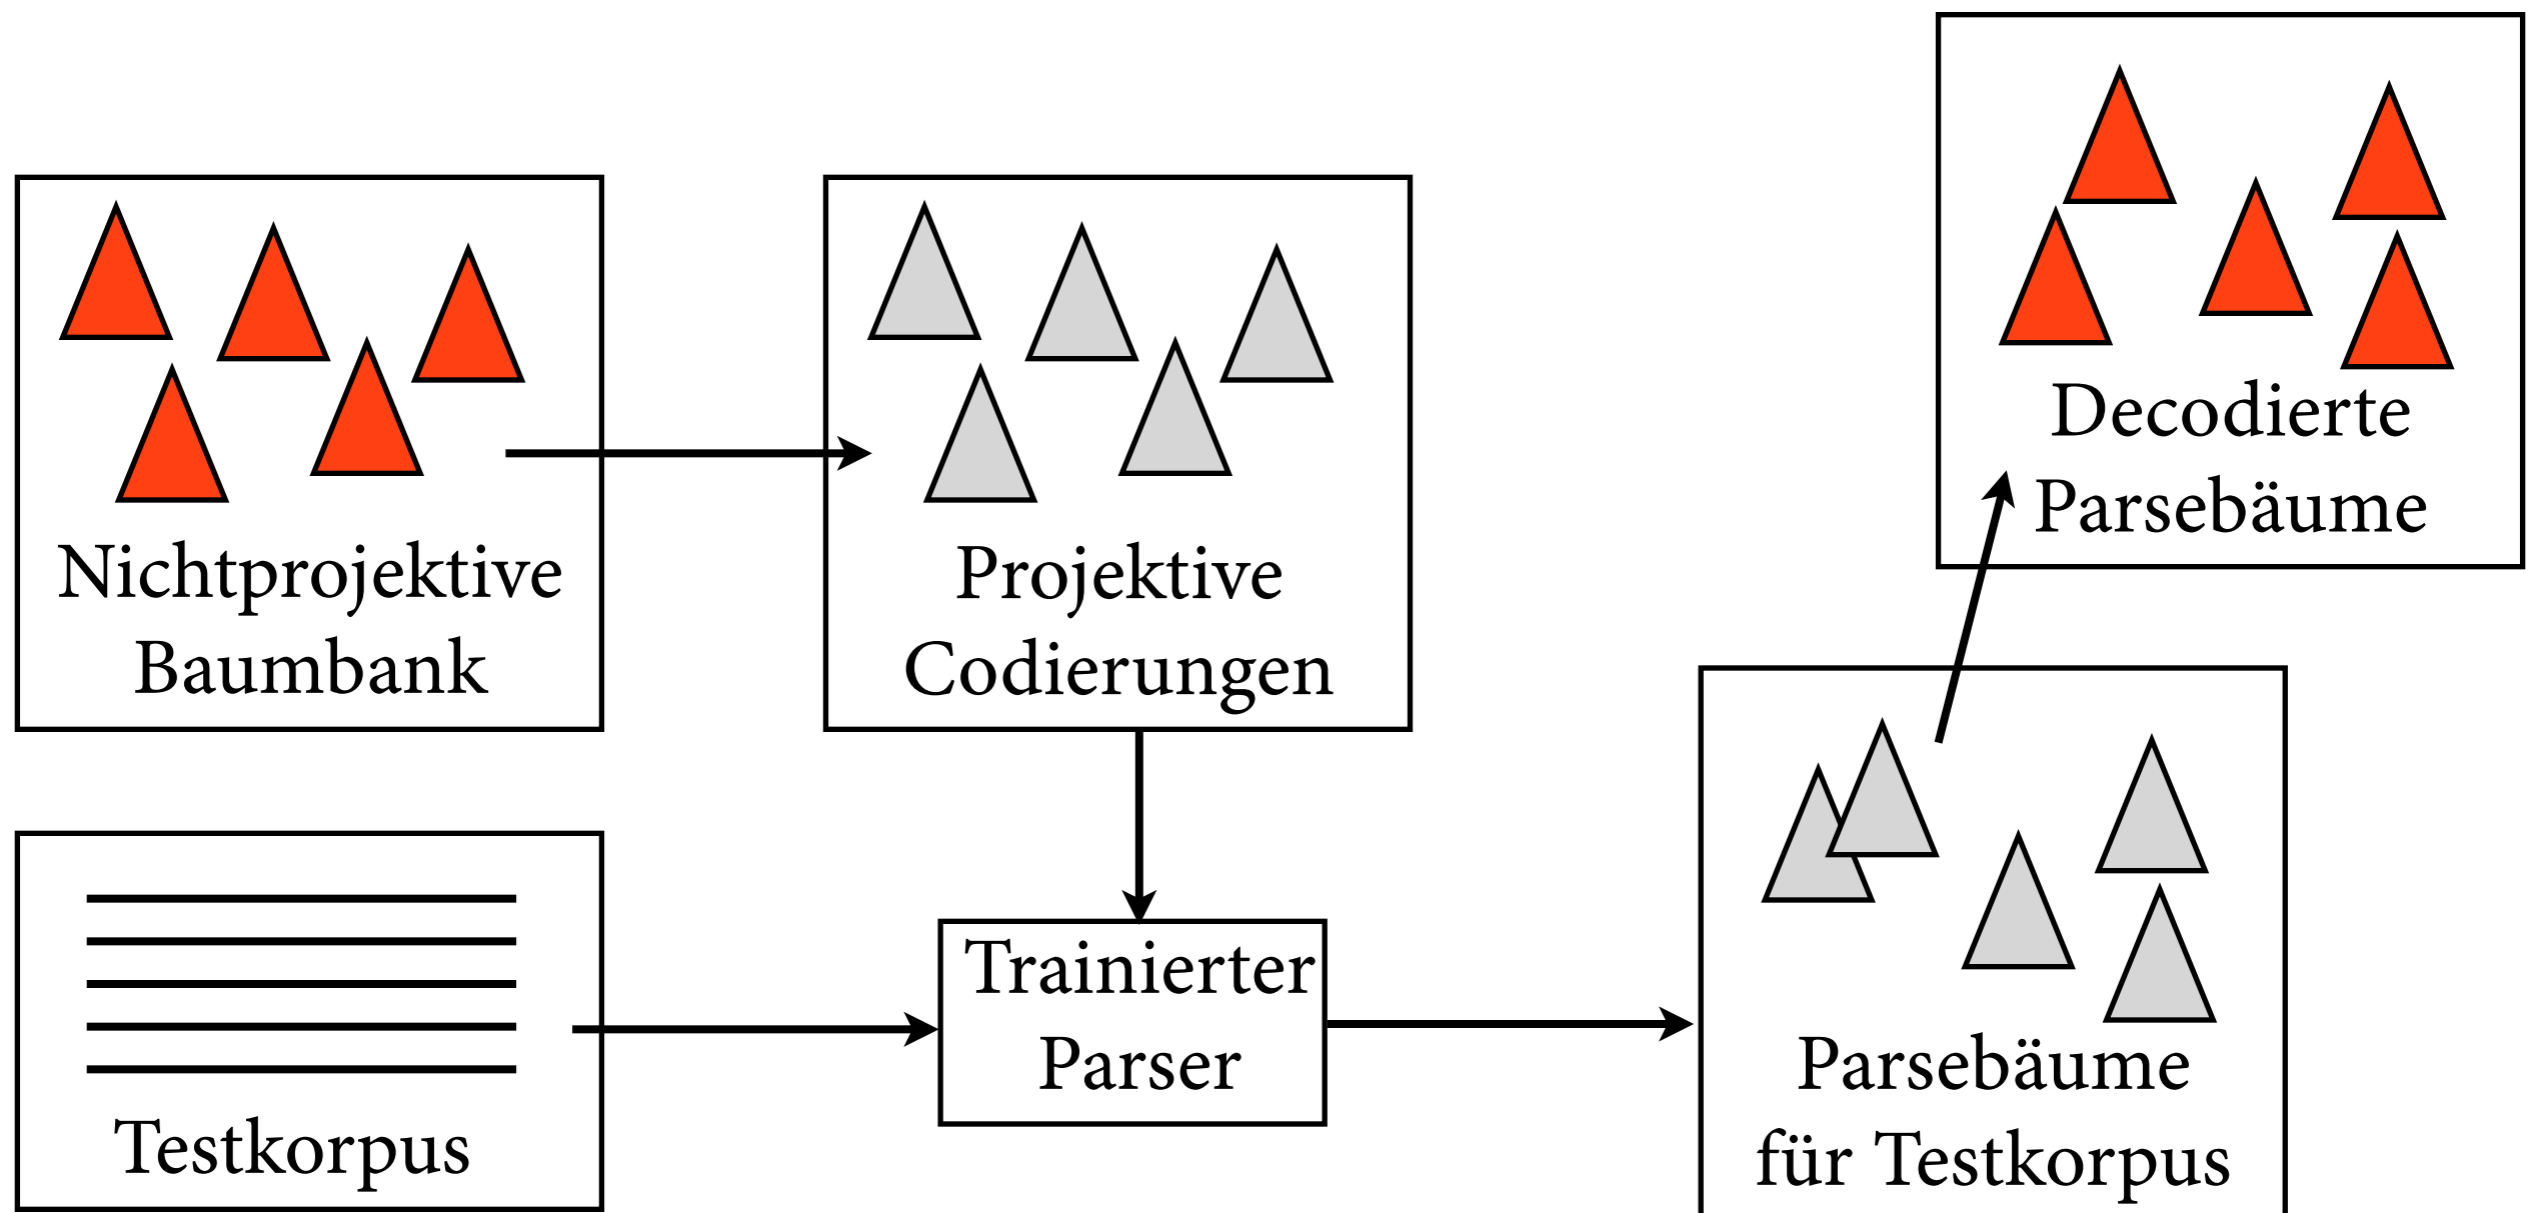 Nichtprojektive
Baumbank
Projektive
Codierungen
Decodierte
Parsebäume
Testkorpus
Trainierter
Parser
Parsebäume
für Testkorpus